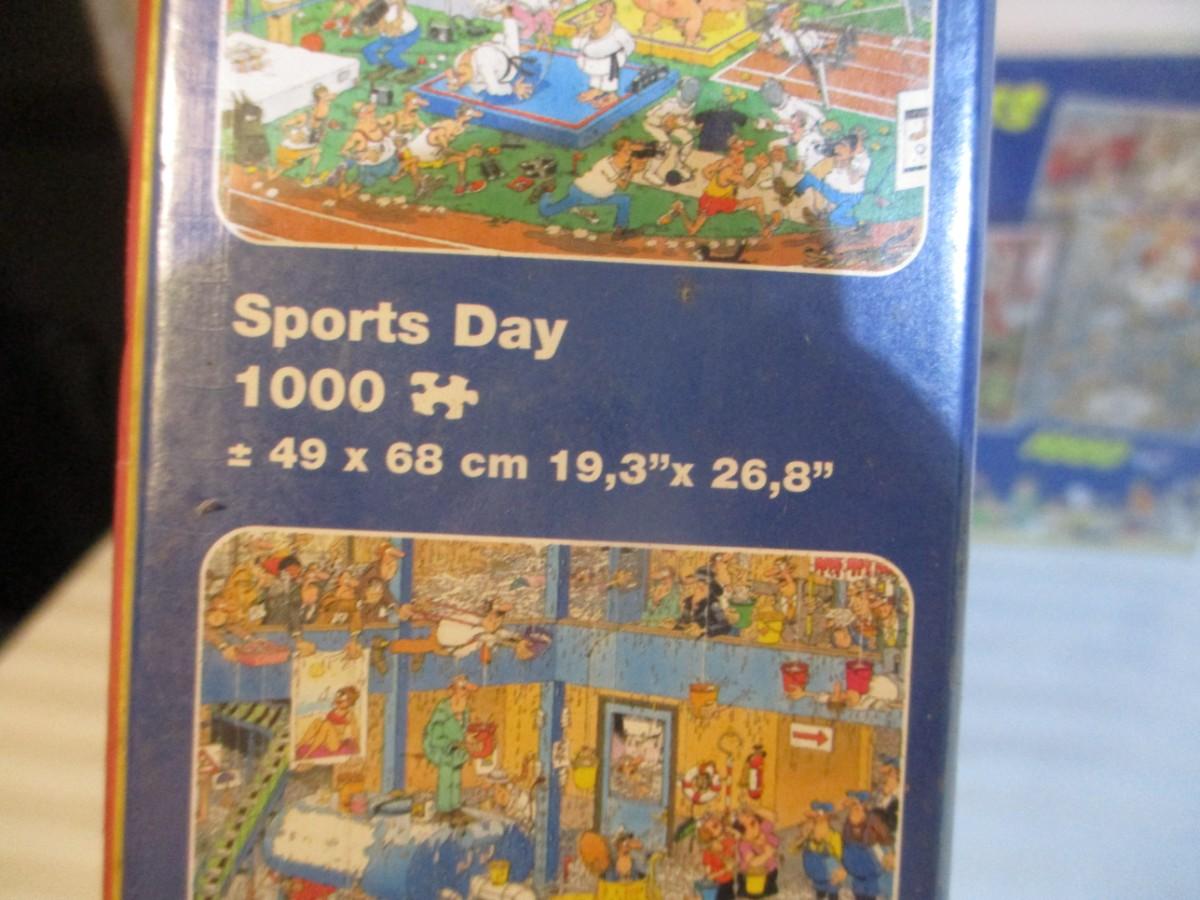 Sports Day
1000
± 49 x 68 cm 19,3”x 26,8”